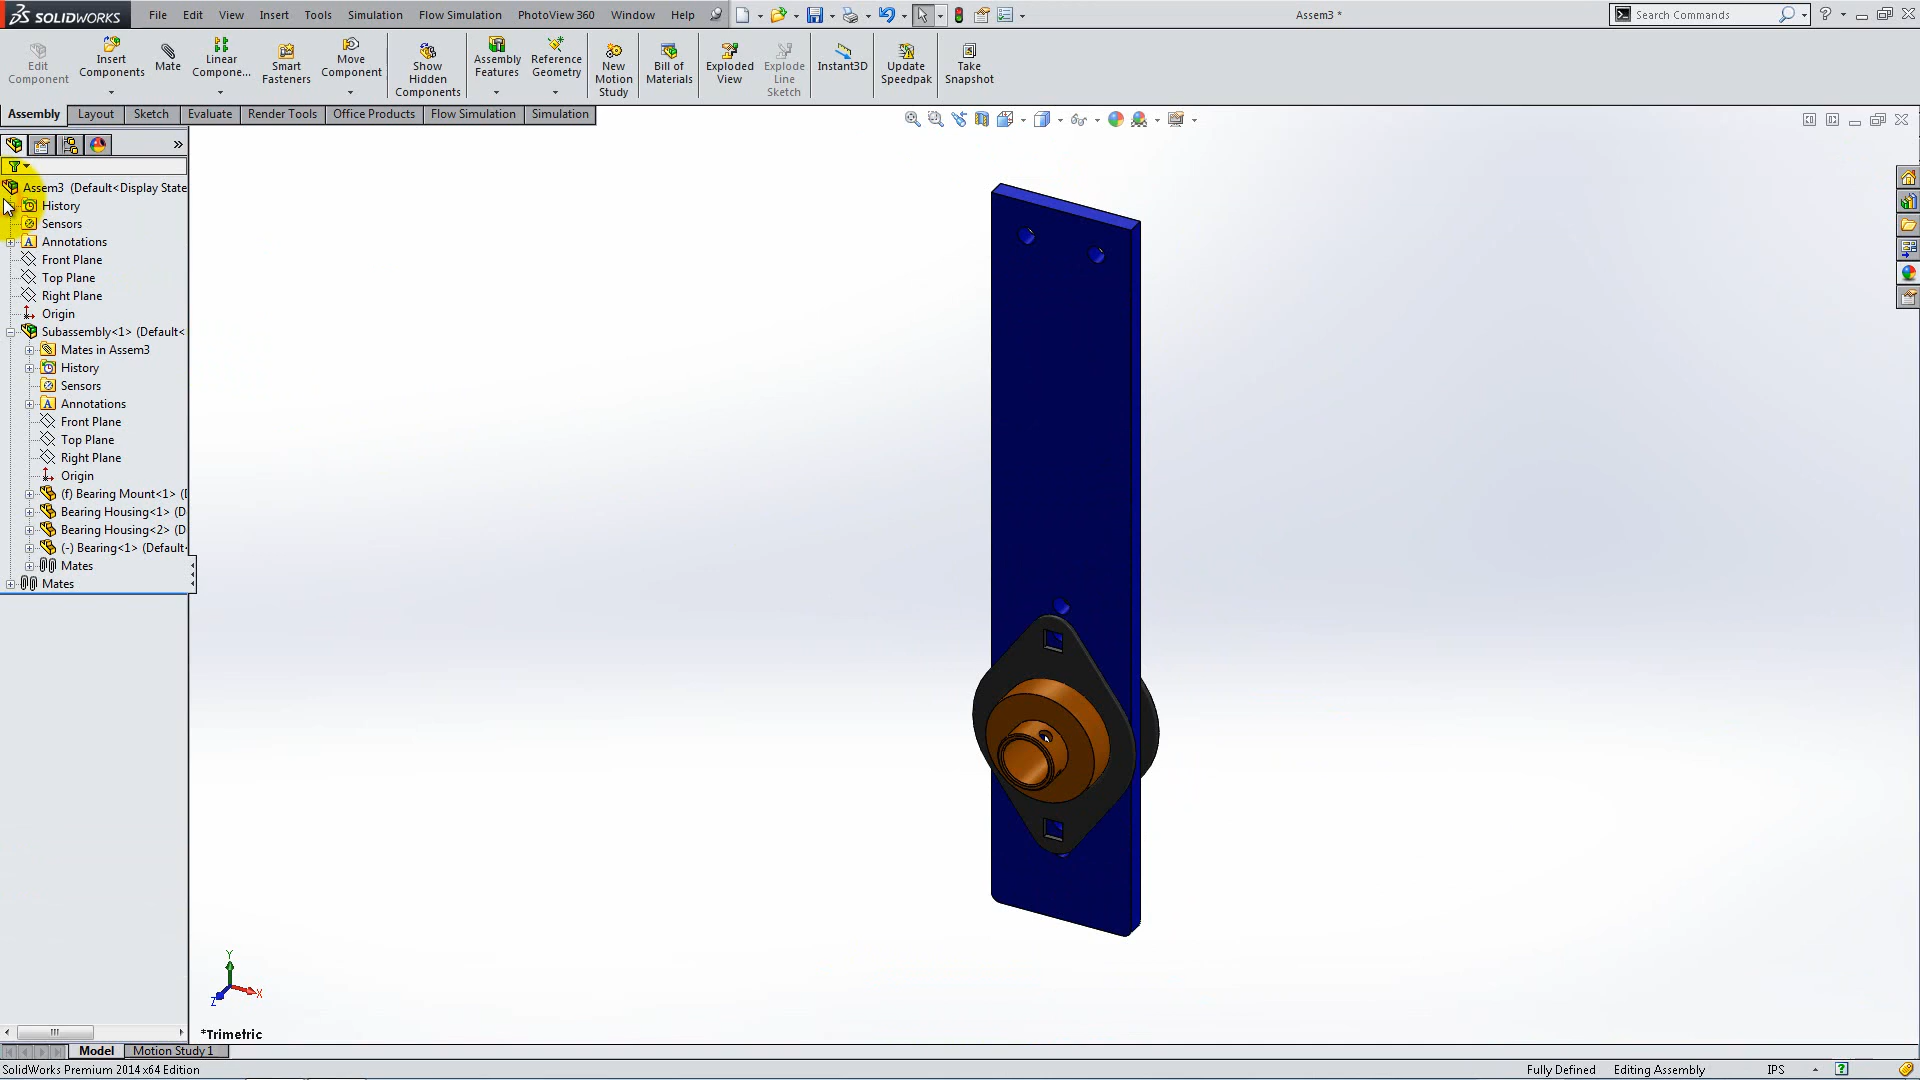 SOLIDWORKS File Edit View Insert Tools Simulation Flow Simulation PhotoView 360 Window Help Assem3 * Search Commands
Edit Component
Insert Components
Mate
Linear Compone...
Smart Fasteners
Move Component
Show Hidden Components
Assembly Features
Reference Geometry
New Motion Study
Bill of Materials
Exploded View
Explode Line Sketch
Instant3D
Update Speedpak
Take Snapshot
Assembly Layout Sketch Evaluate Render Tools Office Products Flow Simulation Simulation
Assem3 (Default<Display State
History
Sensors
Annotations
Front Plane
Top Plane
Right Plane
Origin
Subassembly<1> (Default<
Mates in Assem3
History
Sensors
Annotations
Front Plane
Top Plane
Right Plane
Origin
(f) Bearing Mount<1> (D
Bearing Housing<1> (D
Bearing Housing<2> (D
(-) Bearing<1> (Default<
Mates
Mates
Y
X
Z
*Trimetric
Model Motion Study 1
SolidWorks Premium 2014 x64 Edition Fully Defined Editing Assembly IPS